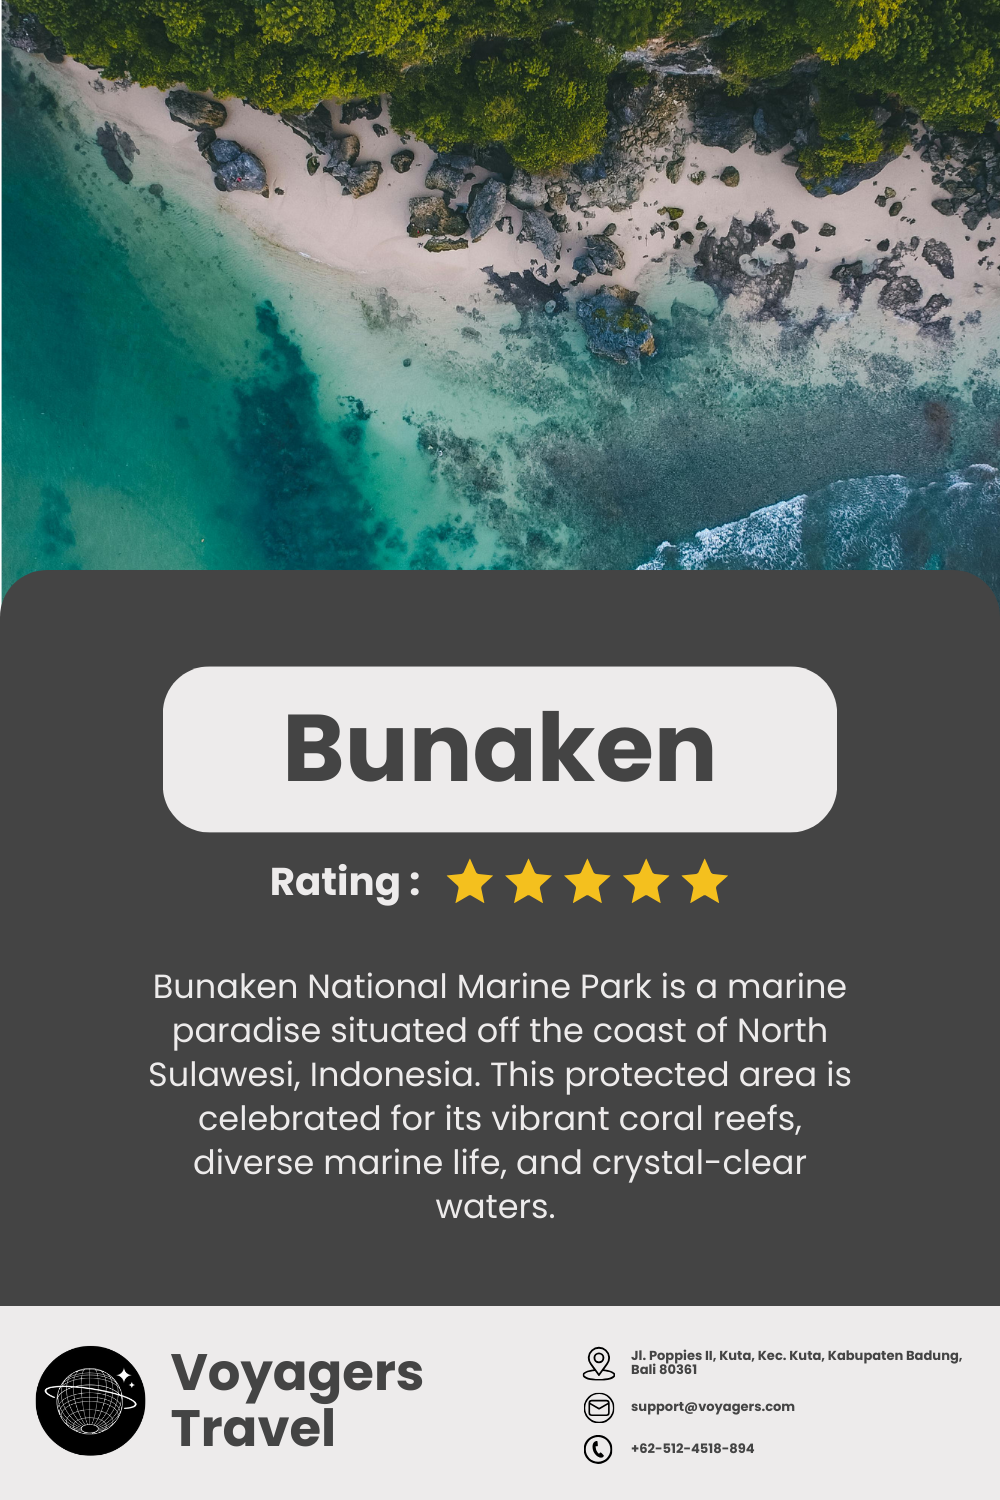 Bunaken
Rating :
Bunaken National Marine Park is a marine
paradise situated off the coast of North
Sulawesi, Indonesia. This protected area is
celebrated for its vibrant coral reefs,
diverse marine life, and crystal-clear
waters.
Voyagers
Travel
Jl. Poppies II, Kuta, Kec. Kuta, Kabupaten Badung,
Bali 80361
support@voyagers.com
+62-512-4518-894